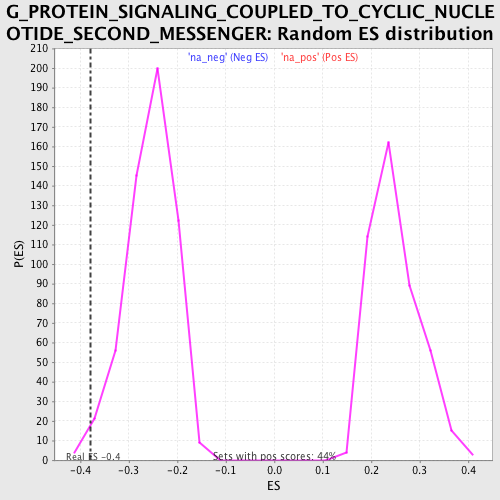 G_PROTEIN_SIGNALING_COUPLED_TO_CYCLIC_NUCLE
OTIDE_SECOND_MESSENGER: Random ES distribution
'na_neg' (Neg ES) 'na_pos' (Pos ES)
210
200
190
180
170
160
150
140
130
120
110
100
90
80
70
60
50
40
30
20
10
0
P(ES)
Real ES -0.4
Sets with pos scores: 44%
-0.4 -0.3 -0.2 -0.1 0.0 0.1 0.2 0.3 0.4
ES